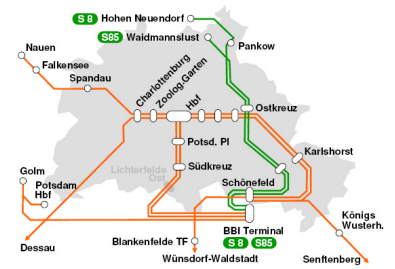 S 8 Hohen Neuendorf
S85 Waidmannslust
Pankow
Nauen
Falkensee
Spandau
Charlottenburg
Zoolog.Garten
Hbf
Ostkreuz
Potsd. Pl
Karlshorst
Südkreuz
Lichterfelde
Ost
Golm
Potsdam
Hbf
Schönefeld
Königs
Wusterh.
BBI Terminal
S 8 S85
Dessau
Blankenfelde TF
Wünsdorf-Waldstadt
Senftenberg